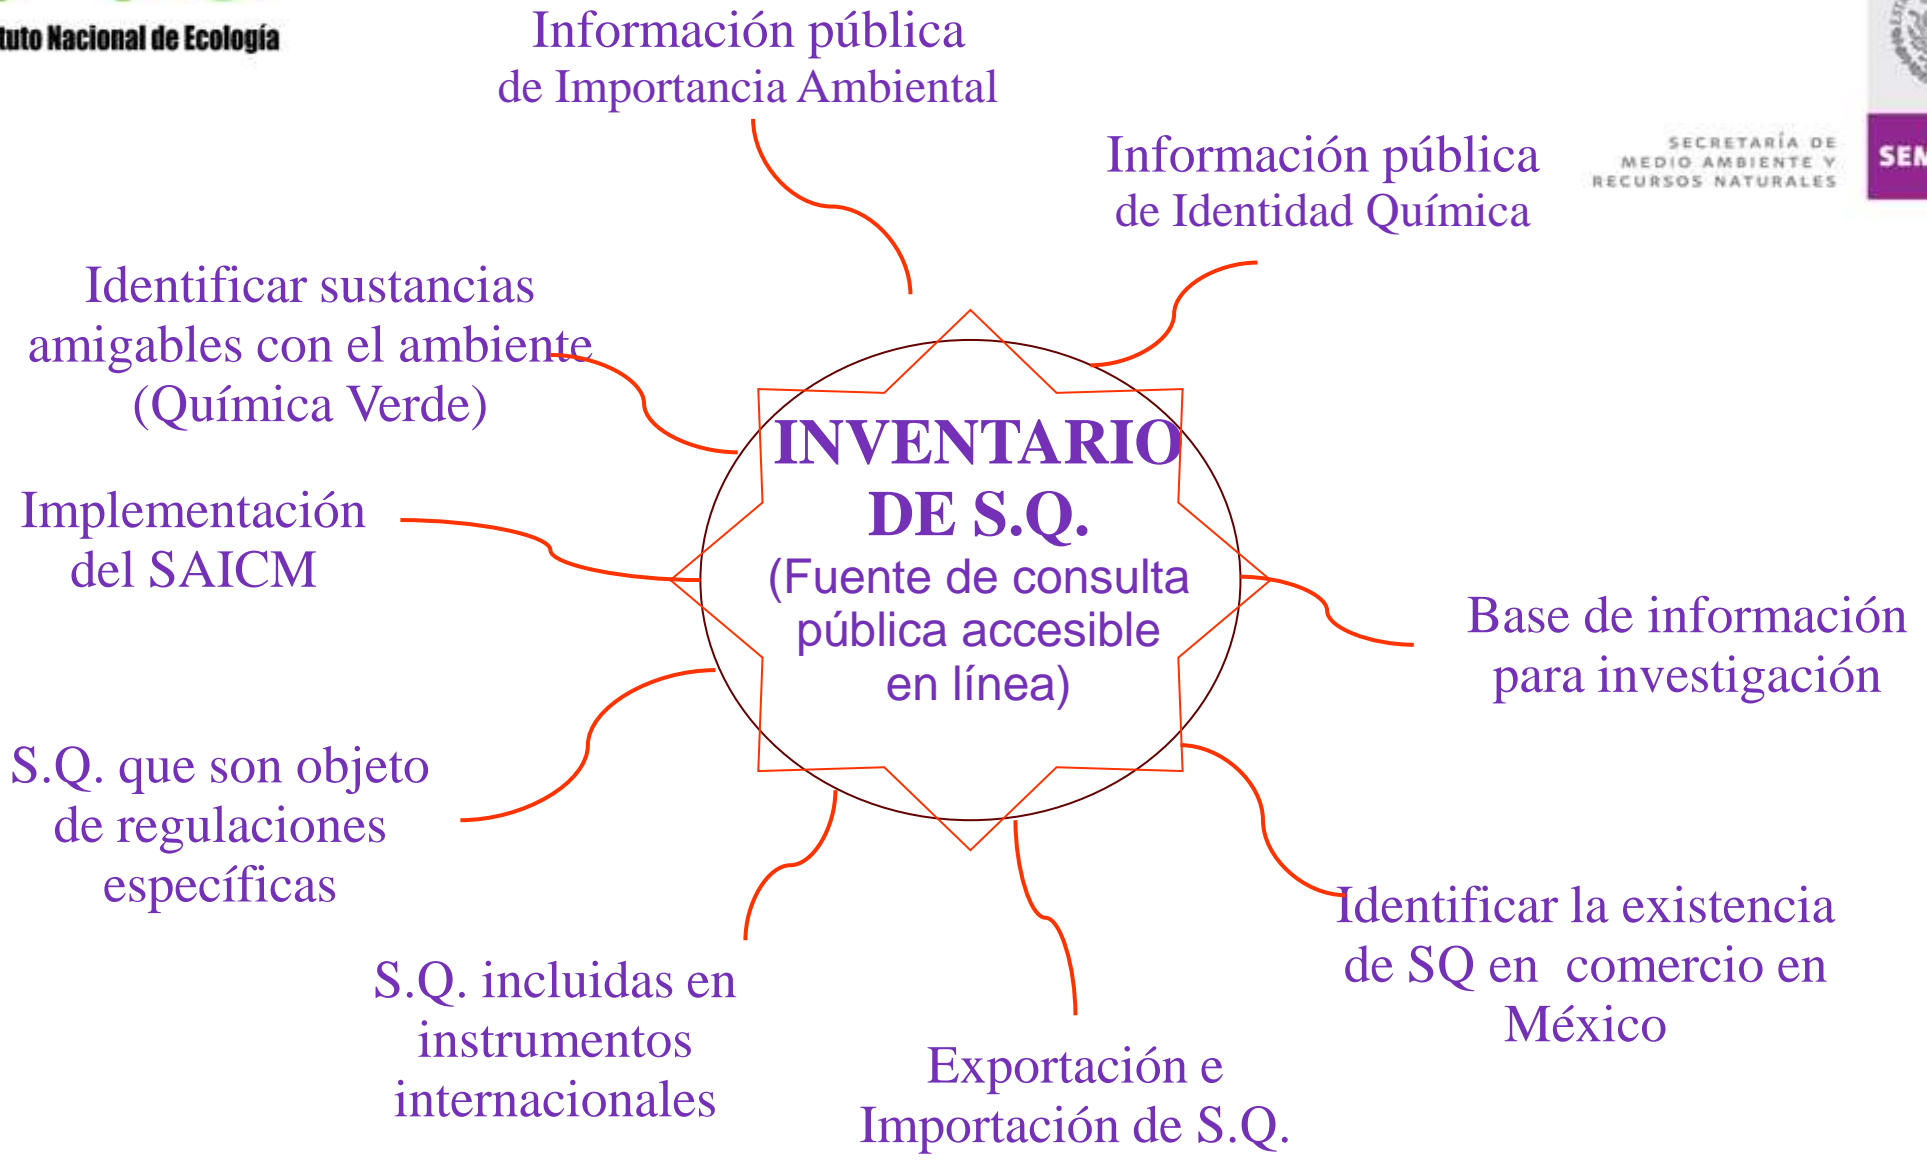 Nacional de Ecología
Información pública
de Importancia Ambiental
Información pública
de Identidad Química
SECRETARÍA DE
MEDIO AMBIENTE Y
RECURSOS NATURALES
Identificar sustancias
amigables con el ambiente
(Química Verde)
INVENTARIO
DE S.Q.
(Fuente de consulta
pública accesible
en línea)
Implementación
del SAICM
Base de información
para investigación
S.Q. que son objeto
de regulaciones
específicas
Identificar la existencia
de SQ en comercio en
México
S.Q. incluidas en
instrumentos
internacionales
Exportación e
Importación de S.Q.